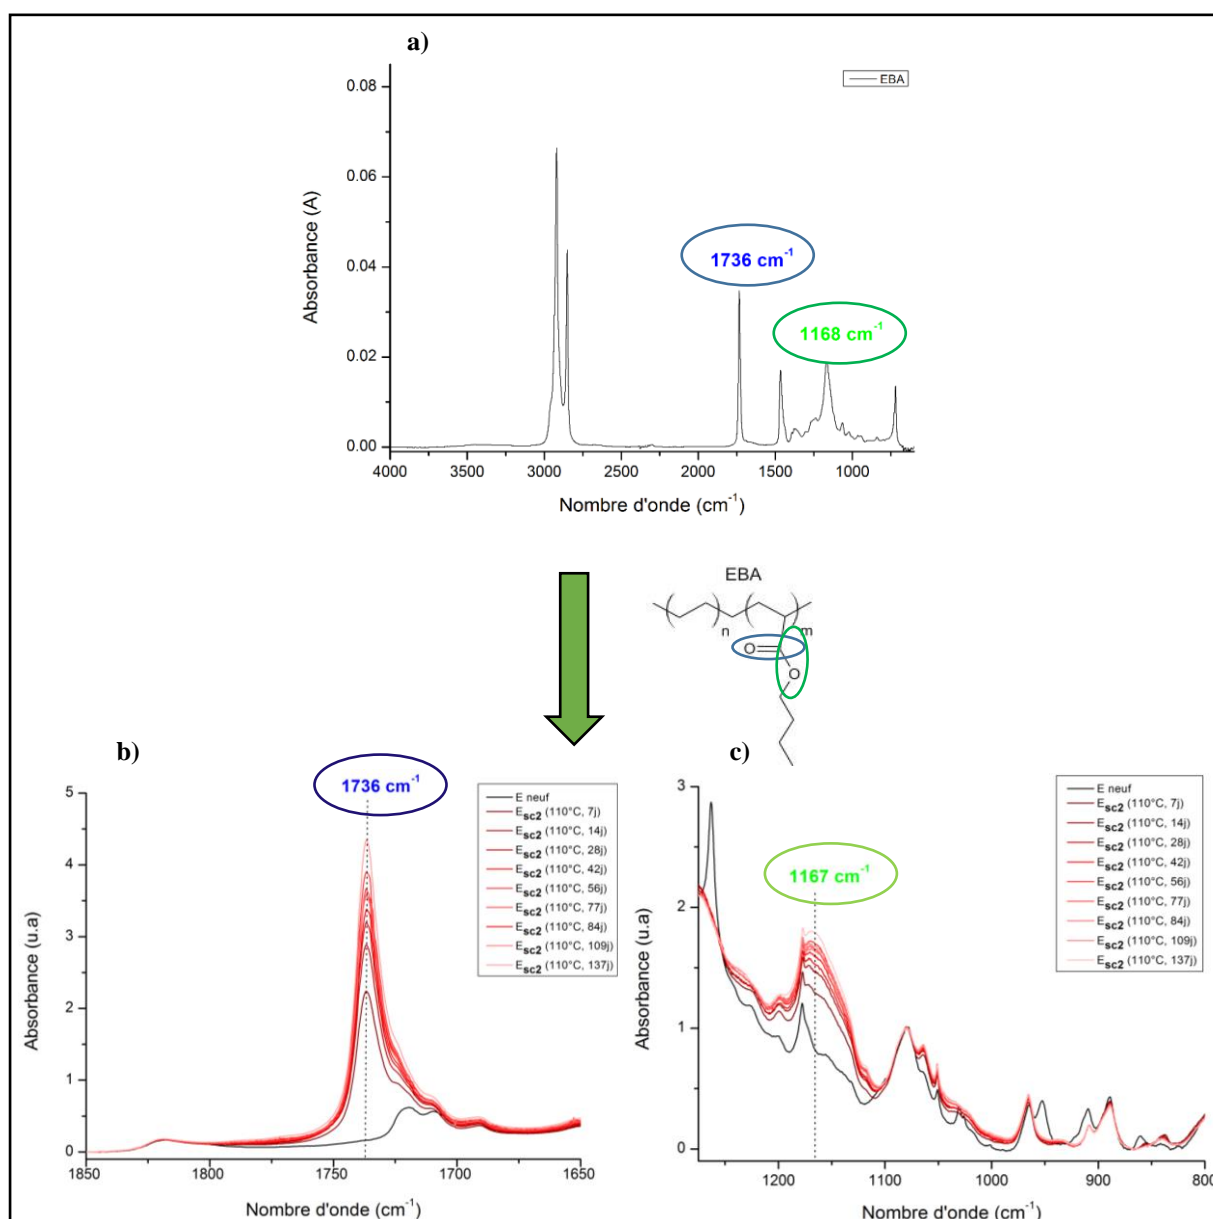 a)
EBA
0.08
0.06
0.04
0.02
0.00
Absorbance (A)
1736 cm⁻¹
1168 cm⁻¹
4000 3500 3000 2500 2000 1500 1000
Nombre d'onde (cm⁻¹)
EBA
n
m
O
O
b)
1736 cm⁻¹
E neuf
Esc2 (110°C, 7j)
Esc2 (110°C, 14j)
Esc2 (110°C, 28j)
Esc2 (110°C, 42j)
Esc2 (110°C, 56j)
Esc2 (110°C, 77j)
Esc2 (110°C, 84j)
Esc2 (110°C, 109j)
Esc2 (110°C, 137j)
5
4
3
2
1
0
Absorbance (u.a)
1850 1800 1750 1700 1650
Nombre d'onde (cm⁻¹)
c)
1167 cm⁻¹
E neuf
Esc2 (110°C, 7j)
Esc2 (110°C, 14j)
Esc2 (110°C, 28j)
Esc2 (110°C, 42j)
Esc2 (110°C, 56j)
Esc2 (110°C, 77j)
Esc2 (110°C, 84j)
Esc2 (110°C, 109j)
Esc2 (110°C, 137j)
3
2
1
0
Absorbance (u.a)
1200 1100 1000 900 800
Nombre d'onde (cm⁻¹)